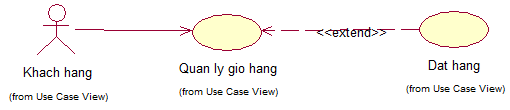 <<extend>>
Khach hang
Quan ly gio hang
Dat hang
(from Use Case View)
(from Use Case View)
(from Use Case View)